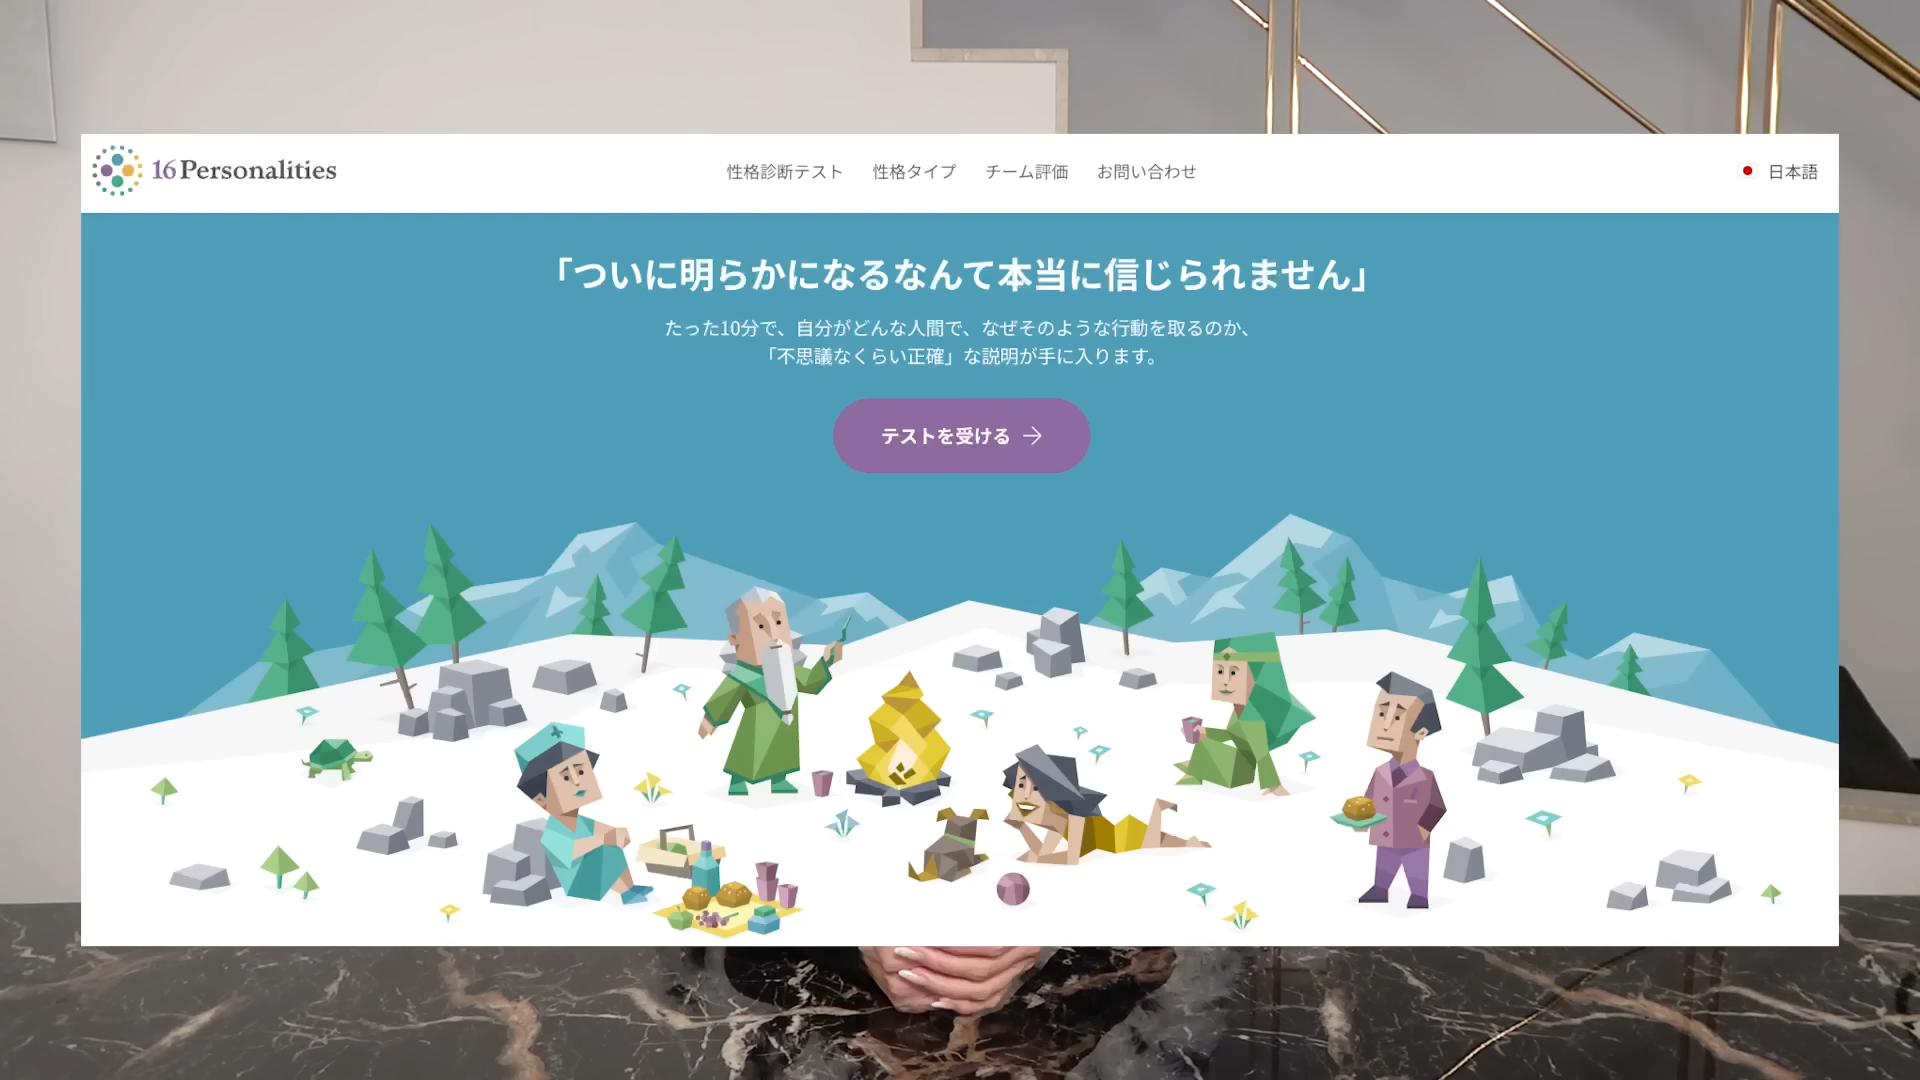 16Personalities
性格診断テスト
性格タイプ
チーム評価
お問い合わせ
日本語
「ついに明らかになるなんて本当に信じられません」
たった10分で、自分がどんな人間で、なぜそのような行動を取るのか、
「不思議なくらい正確」な説明が手に入ります。
テストを受ける